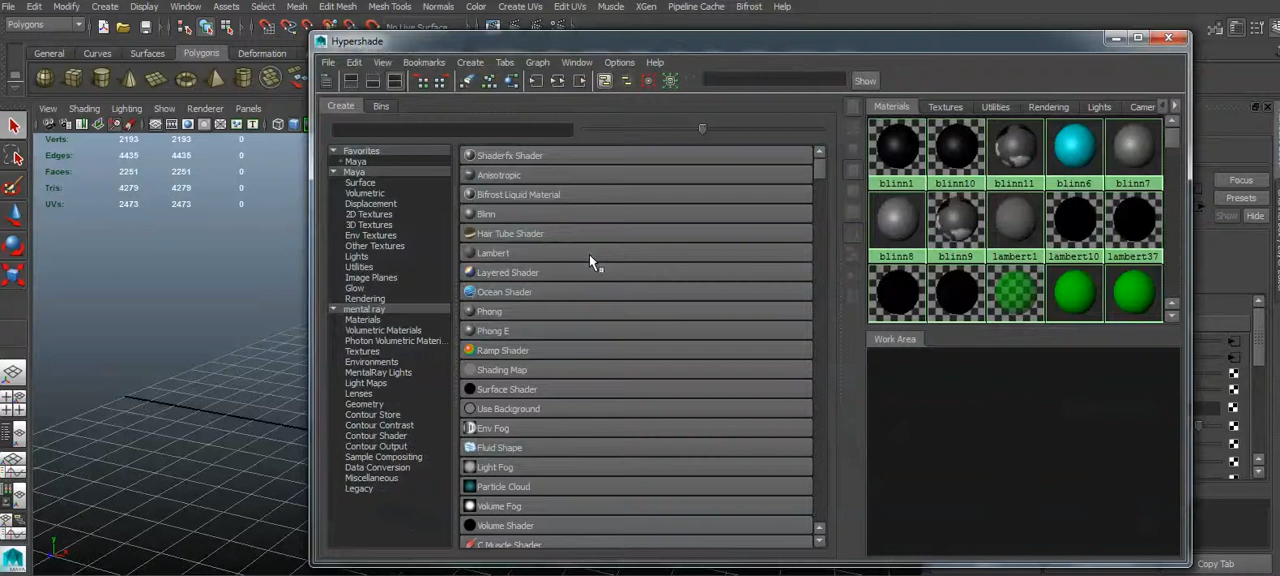 File Edit Modify Create Display Window Assets Select Mesh Edit Mesh Mesh Tools Normals Color Create UVs Edit UVs Muscle XGen Pipeline Cache Bifrost Help
Polygons
No Live Surface
Hypershade
General Curves Surfaces Polygons Deformation
File Edit View Bookmarks Create Tabs Graph Window Options Help
Show
View Shading Lighting Show Renderer Panels
Create Bins
Materials Textures Utilities Rendering Lights Camer
Verts: 2193 2193 0
Edges: 4435 4435 0
Faces: 2251 2251 0
Tris: 4279 4279 0
UVs: 2473 2473 0
Favorites
+ Maya
Maya
Surface
Volumetric
Displacement
2D Textures
3D Textures
Env Textures
Other Textures
Lights
Utilities
Image Planes
Glow
Rendering
mental ray
Materials
Volumetric Materials
Photon Volumetric Materi...
Textures
Environments
MentalRay Lights
Light Maps
Lenses
Geometry
Contour Store
Contour Contrast
Contour Shader
Contour Output
Sample Compositing
Data Conversion
Miscellaneous
Legacy
Shaderfx Shader
Anisotropic
Bifrost Liquid Material
Blinn
Hair Tube Shader
Lambert
Layered Shader
Ocean Shader
Phong
Phong E
Ramp Shader
Shading Map
Surface Shader
Use Background
Env Fog
Fluid Shape
Light Fog
Particle Cloud
Volume Fog
Volume Shader
C Muscle Shader
blinn1 blinn10 blinn11 blinn6 blinn7
blinn8 blinn9 lambert1 lambert10 lambert37
Work Area
Focus
Presets
Show Hide
Copy Tab
MAYA